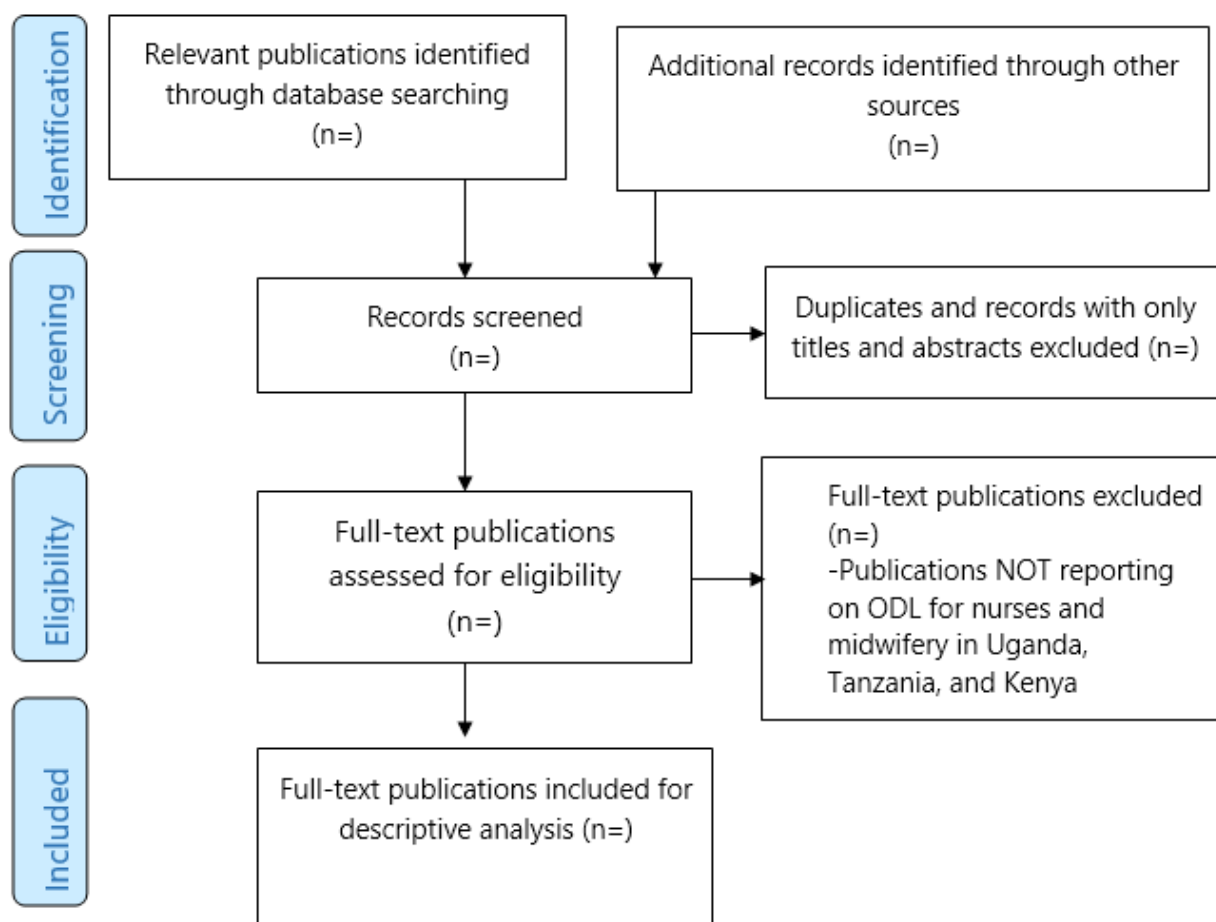 Identification
Relevant publications identified
through database searching
(n=)
Additional records identified through other
sources
(n=)
Screening
Records screened
(n=)
Duplicates and records with only
titles and abstracts excluded (n=)
Eligibility
Full-text publications
assessed for eligibility
(n=)
Full-text publications excluded
(n=)
-Publications NOT reporting
on ODL for nurses and
midwifery in Uganda,
Tanzania, and Kenya
Included
Full-text publications included for
descriptive analysis (n=)